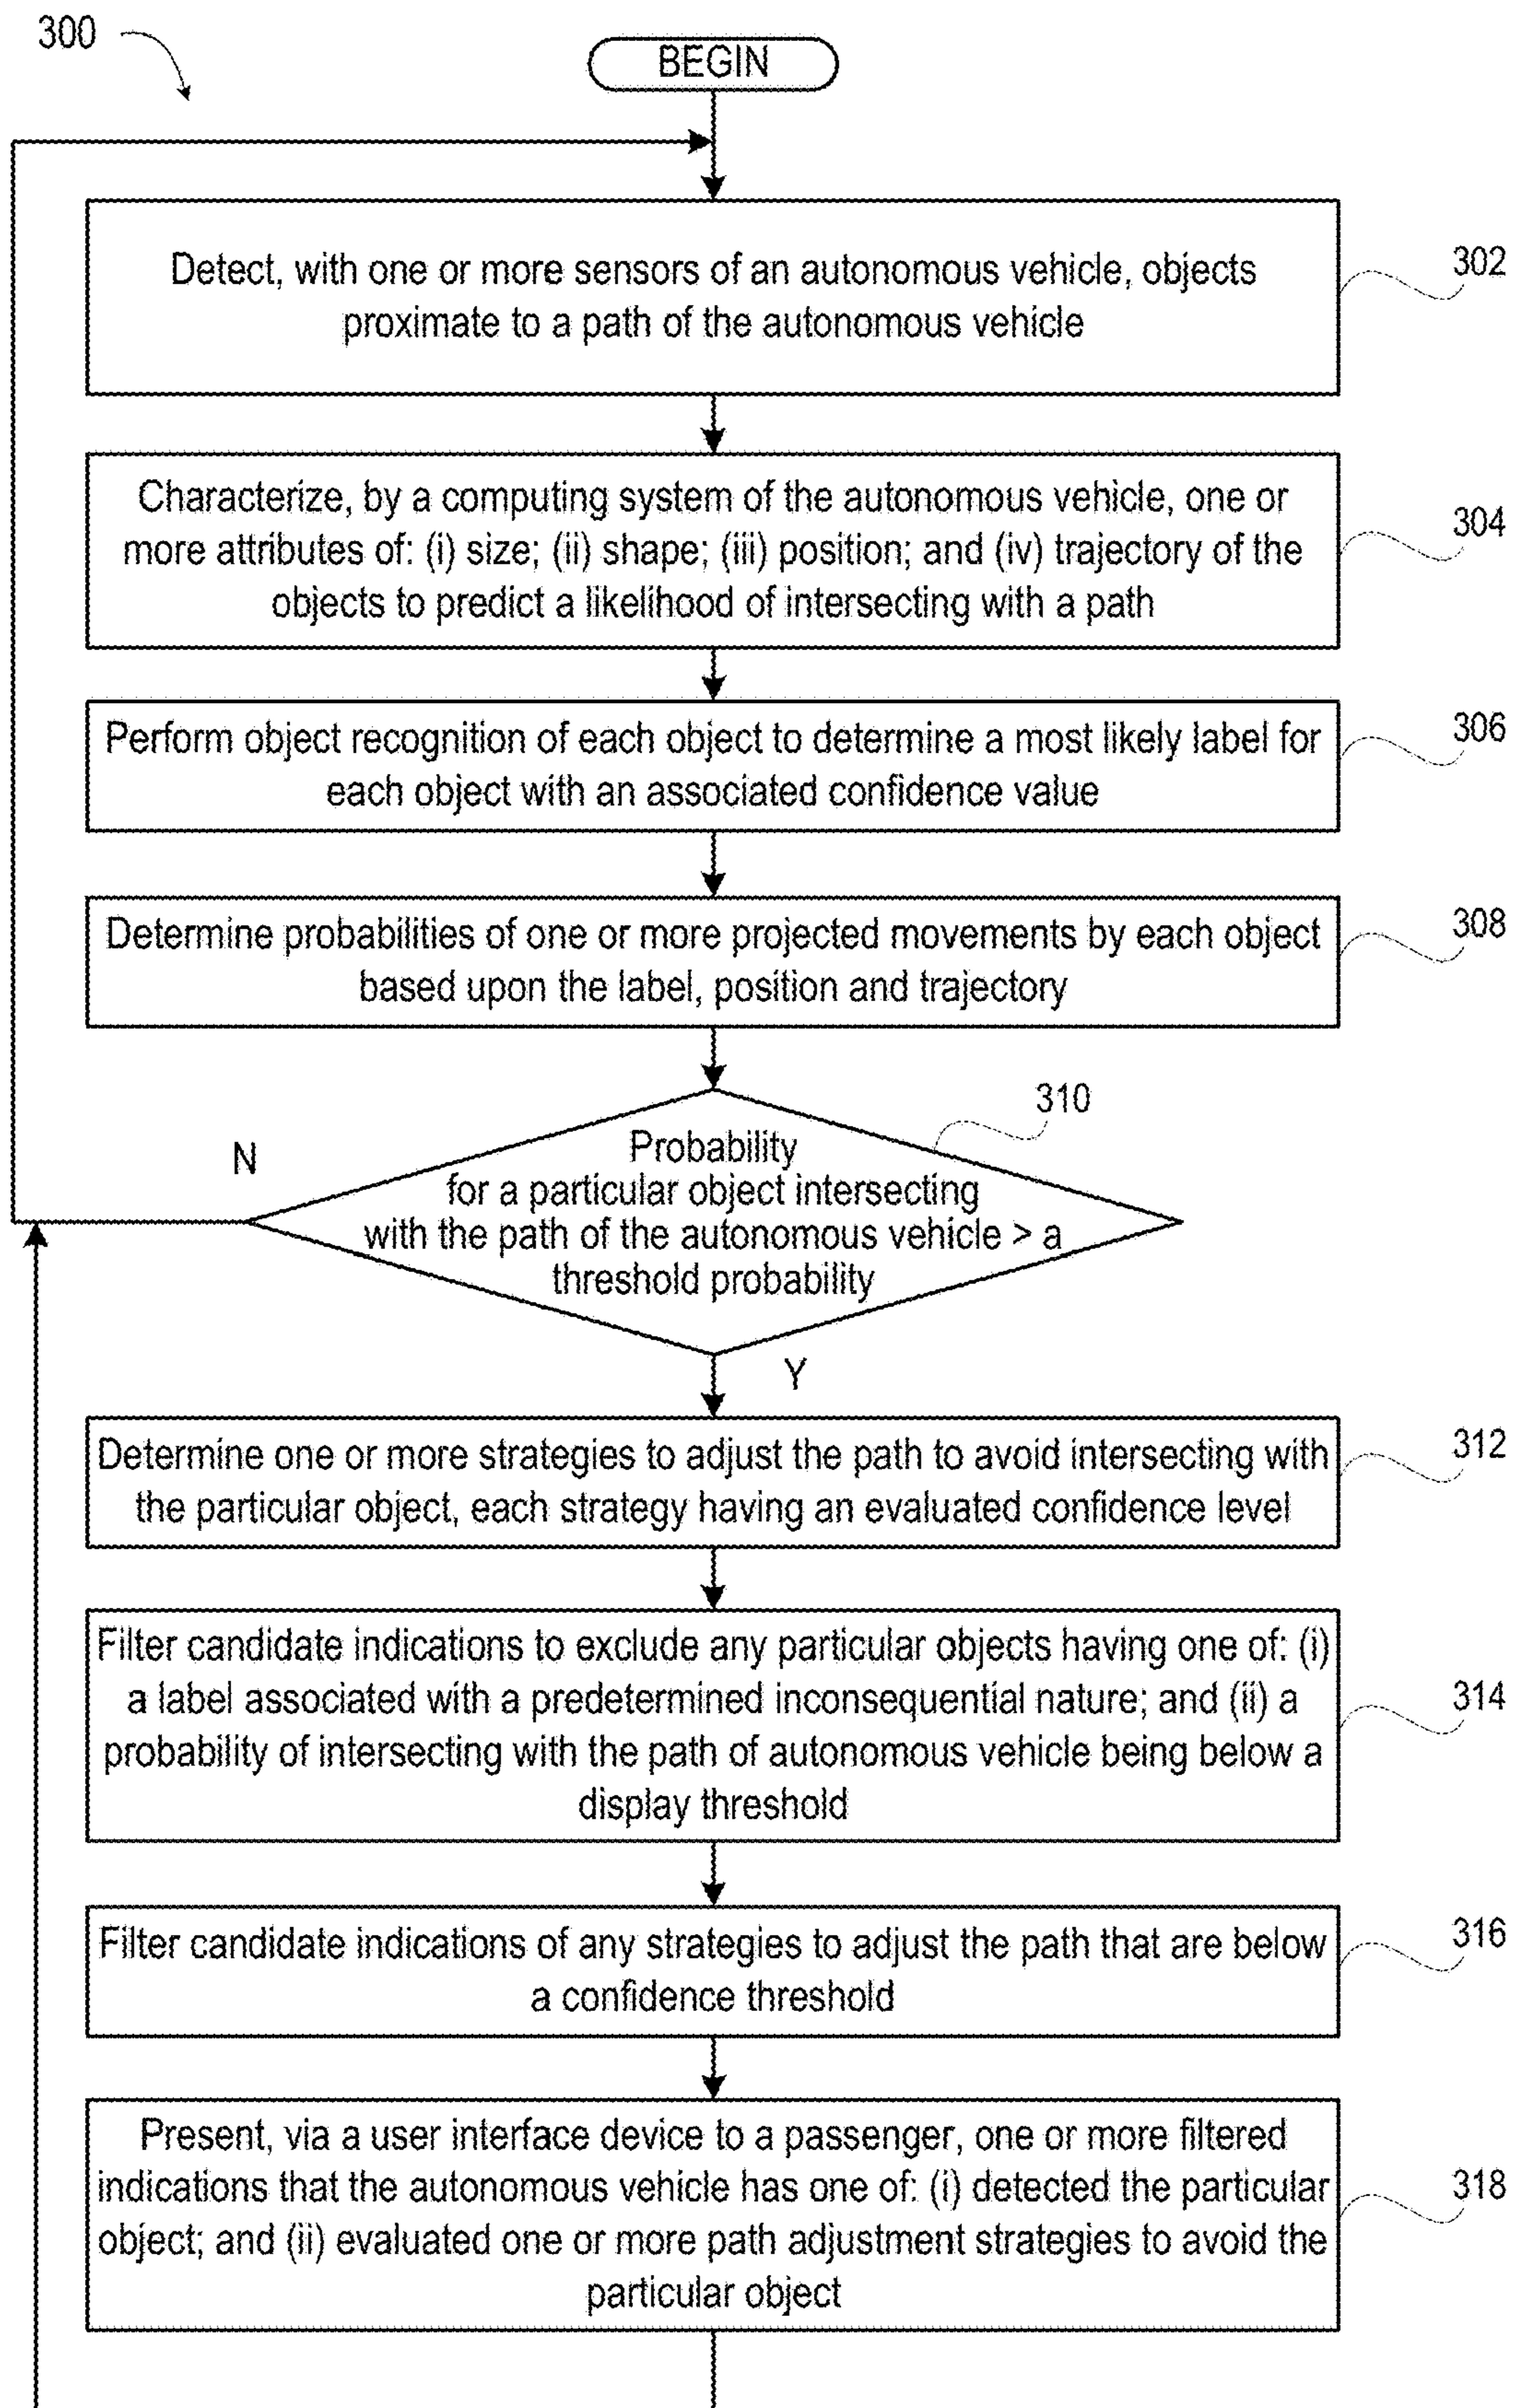 300
BEGIN
Detect, with one or more sensors of an autonomous vehicle, objects
proximate to a path of the autonomous vehicle
302
Characterize, by a computing system of the autonomous vehicle, one or
more attributes of: (i) size; (ii) shape; (iii) position; and (iv) trajectory of the
objects to predict a likelihood of intersecting with a path
304
Perform object recognition of each object to determine a most likely label for
each object with an associated confidence value
306
Determine probabilities of one or more projected movements by each object
based upon the label, position and trajectory
308
310
N
Probability
for a particular object intersecting
with the path of the autonomous vehicle > a
threshold probability
Y
Determine one or more strategies to adjust the path to avoid intersecting with
the particular object, each strategy having an evaluated confidence level
312
Filter candidate indications to exclude any particular objects having one of: (i)
a label associated with a predetermined inconsequential nature; and (ii) a
probability of intersecting with the path of autonomous vehicle being below a
display threshold
314
Filter candidate indications of any strategies to adjust the path that are below
a confidence threshold
316
Present, via a user interface device to a passenger, one or more filtered
indications that the autonomous vehicle has one of: (i) detected the particular
object; and (ii) evaluated one or more path adjustment strategies to avoid the
particular object
318